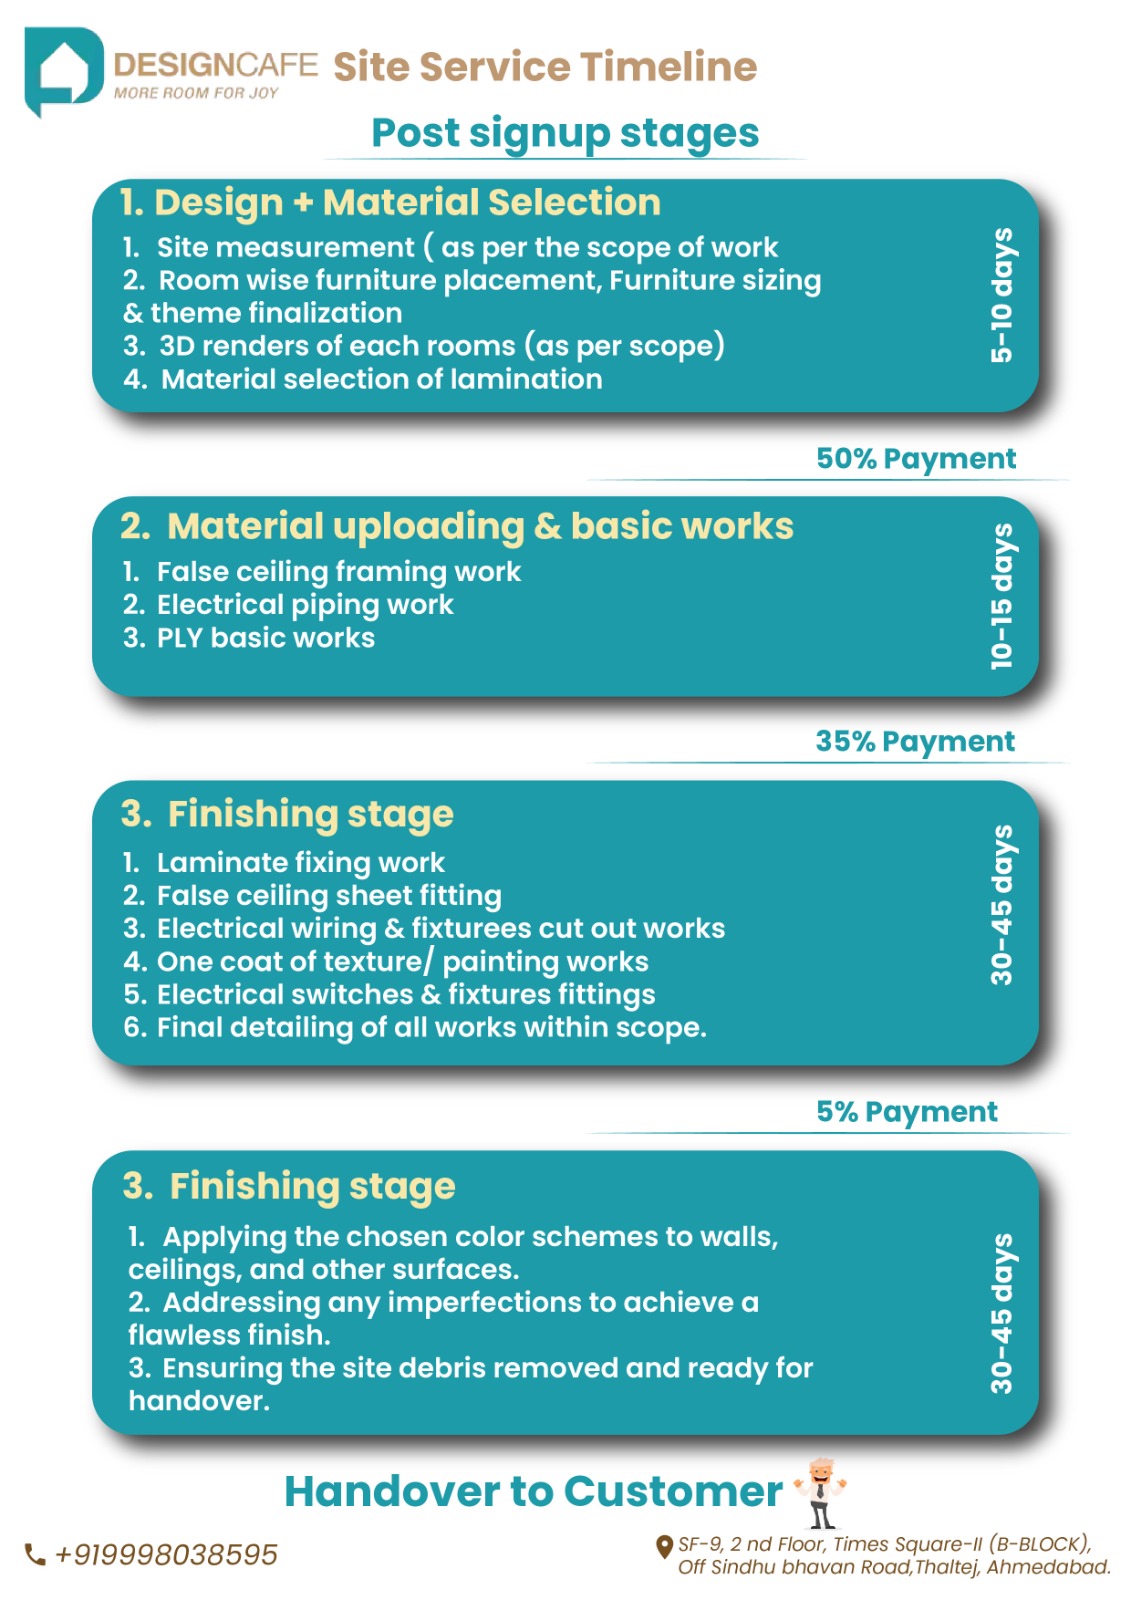 DESIGNCAFE
MORE ROOM FOR JOY
Site Service Timeline
Post signup stages
1. Design + Material Selection
1. Site measurement ( as per the scope of work
2. Room wise furniture placement, Furniture sizing
& theme finalization
3. 3D renders of each rooms (as per scope)
4. Material selection of lamination
5-10 days
50% Payment
2. Material uploading & basic works
1. False ceiling framing work
2. Electrical piping work
3. PLY basic works
10-15 days
35% Payment
3. Finishing stage
1. Laminate fixing work
2. False ceiling sheet fitting
3. Electrical wiring & fixturees cut out works
4. One coat of texture/ painting works
5. Electrical switches & fixtures fittings
6. Final detailing of all works within scope.
30-45 days
5% Payment
3. Finishing stage
1. Applying the chosen color schemes to walls,
ceilings, and other surfaces.
2. Addressing any imperfections to achieve a
flawless finish.
3. Ensuring the site debris removed and ready for
handover.
30-45 days
Handover to Customer
+919998038595
SF-9, 2 nd Floor, Times Square-II (B-BLOCK),
Off Sindhu bhavan Road,Thaltej, Ahmedabad.